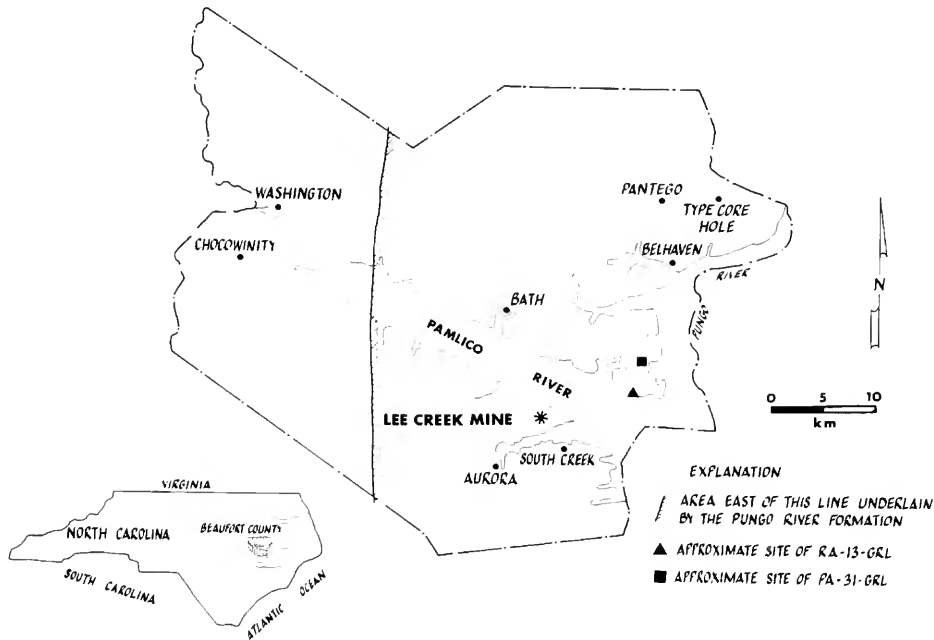 WASHINGTON
CHOCOWINITY
PANTEGO
TYPE CORE
HOLE
BELHAVEN
RIVER
PUNGO
BATH
PAMLICO
RIVER
LEE CREEK MINE
SOUTH CREEK
AURORA
N
0 5 10
km
EXPLANATION
AREA EAST OF THIS LINE UNDERLAIN
BY THE PUNGO RIVER FORMATION
APPROXIMATE SITE OF RA-13-GRL
APPROXIMATE SITE OF PA-31-GRL
VIRGINIA
NORTH CAROLINA
BEAUFORT COUNTY
SOUTH CAROLINA
ATLANTIC OCEAN